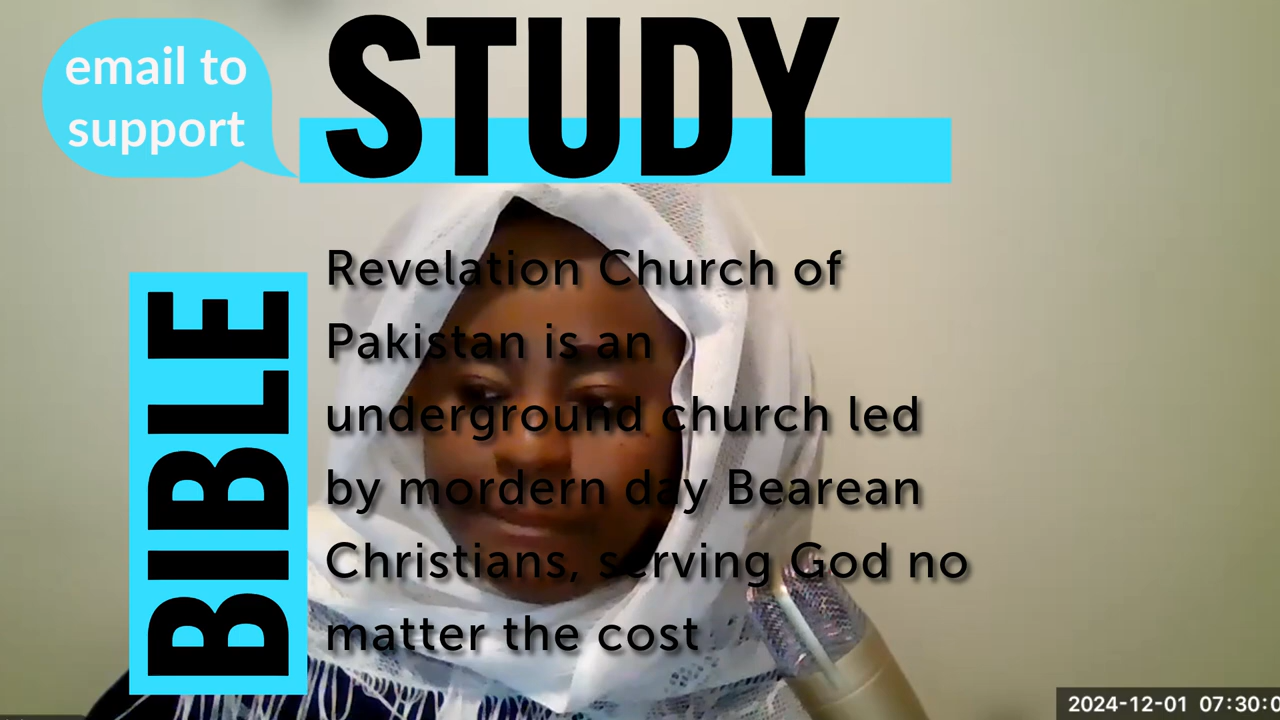 email to
support
STUDY
BIBLE
Revelation Church of
Pakistan is an
underground church led
by mordern day Bearean
Christians, serving God no
matter the cost
2024-12-01 07:30:0